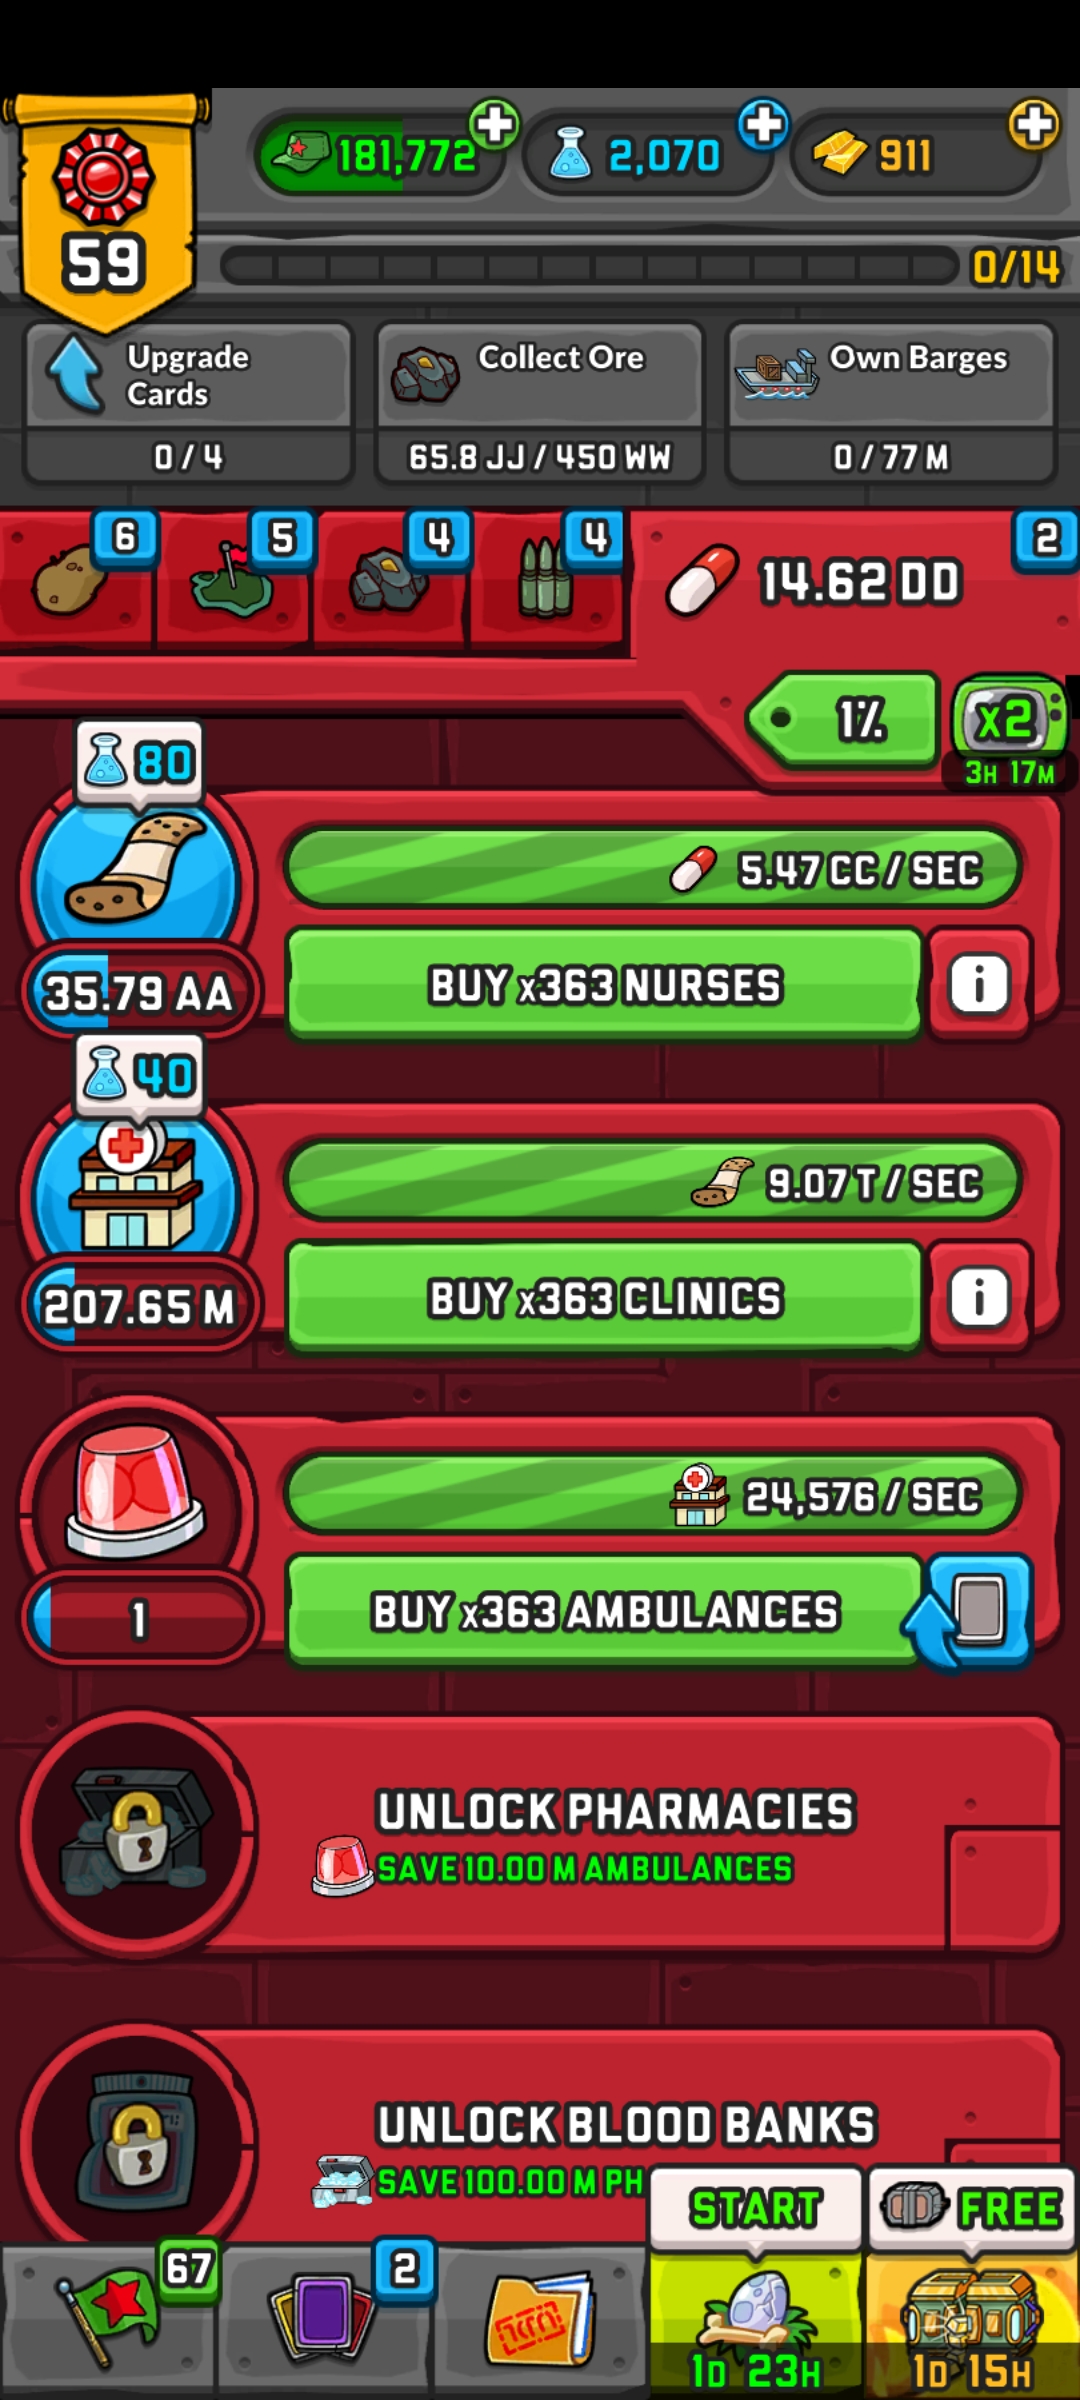 59
181,772
2,070
911
0/14
Upgrade
Cards
0 / 4
Collect Ore
65.8 JJ / 450 WW
Own Barges
0 / 77 M
6
5
4
4
14.62 DD
2
1%
x2
3H 17M
80
5.47 CC / SEC
BUY x363 NURSES
i
35.79 AA
40
9.07 T / SEC
BUY x363 CLINICS
i
207.65 M
24,576 / SEC
BUY x363 AMBULANCES
1
UNLOCK PHARMACIES
SAVE 10.00 M AMBULANCES
UNLOCK BLOOD BANKS
SAVE 100.00 M PH
START
FREE
67
2
1D 23H
1D 15H